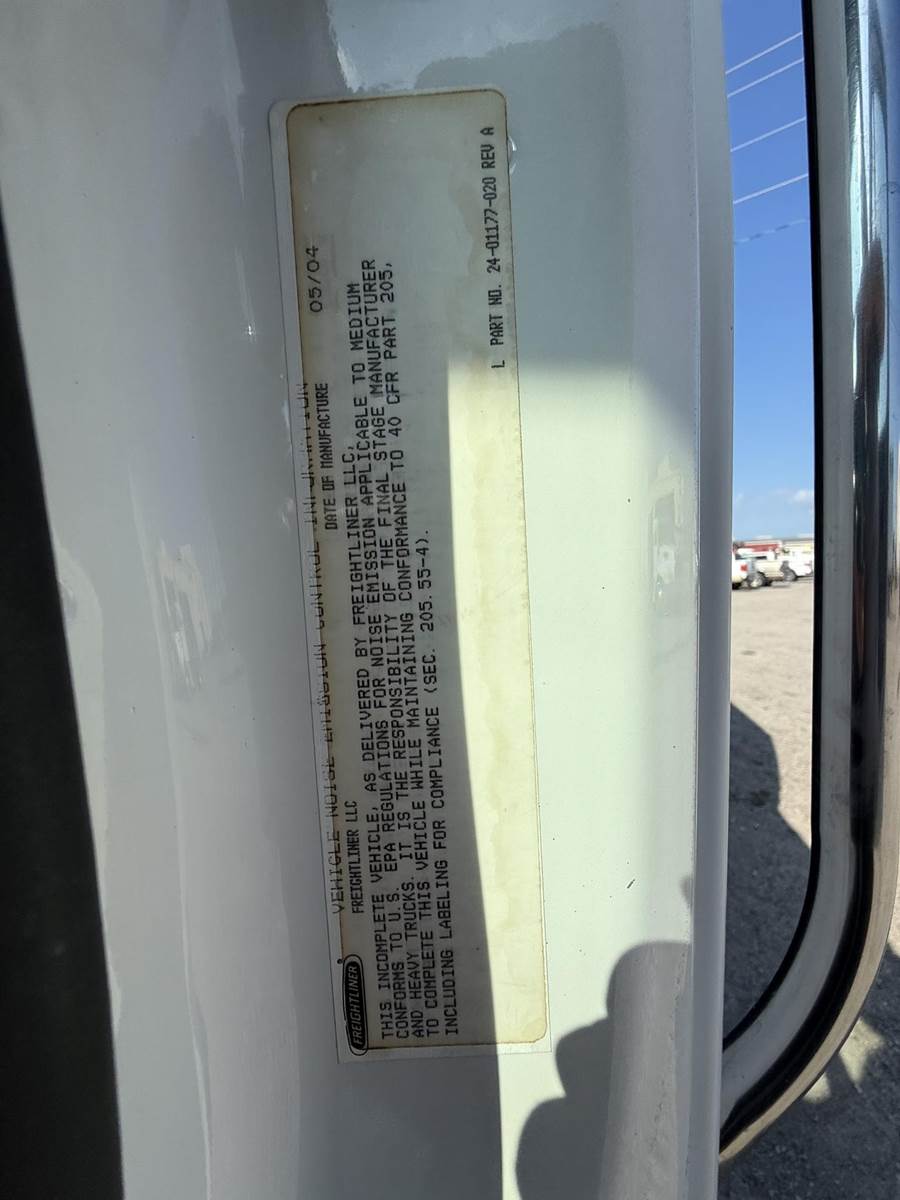 VEHICLE NOISE EMISSION CONTROL INFORMATION
FREIGHTLINER
FREIGHTLINER LLC DATE OF MANUFACTURE 05/04
THIS INCOMPLETE VEHICLE, AS DELIVERED BY FREIGHTLINER LLC,
CONFORMS TO U.S. EPA REGULATIONS FOR NOISE EMISSION APPLICABLE TO MEDIUM
AND HEAVY TRUCKS. IT IS THE RESPONSIBILITY OF THE FINAL STAGE MANUFACTURER
TO COMPLETE THIS VEHICLE WHILE MAINTAINING CONFORMANCE TO 40 CFR PART 205,
INCLUDING LABELING FOR COMPLIANCE (SEC. 205.55-4).
L PART NO. 24-01177-020 REV A